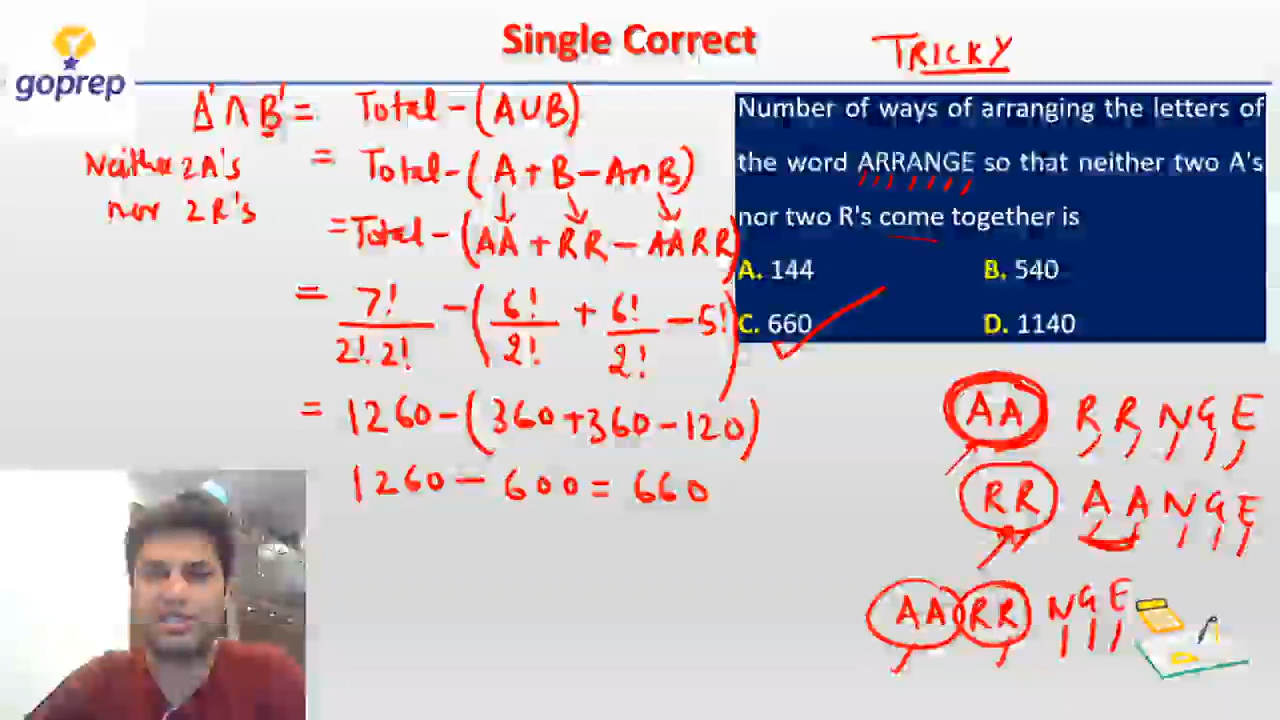 goprep
Single Correct
TRICKY
A' ∩ B' = Total - (A∪B)
Neither 2A's
nor 2R's
= Total - (A + B - A∩B)
= Total - (AA + RR - AARR)
= 7!/2!2! - (6!/2! + 6!/2! - 5!)
= 1260 - (360 + 360 - 120)
1260 - 600 = 660
Number of ways of arranging the letters of
the word ARRANGE so that neither two A's
nor two R's come together is
A. 144 B. 540
C. 660 D. 1140
AA R R N G E
RR A A N G E
AA RR N G E